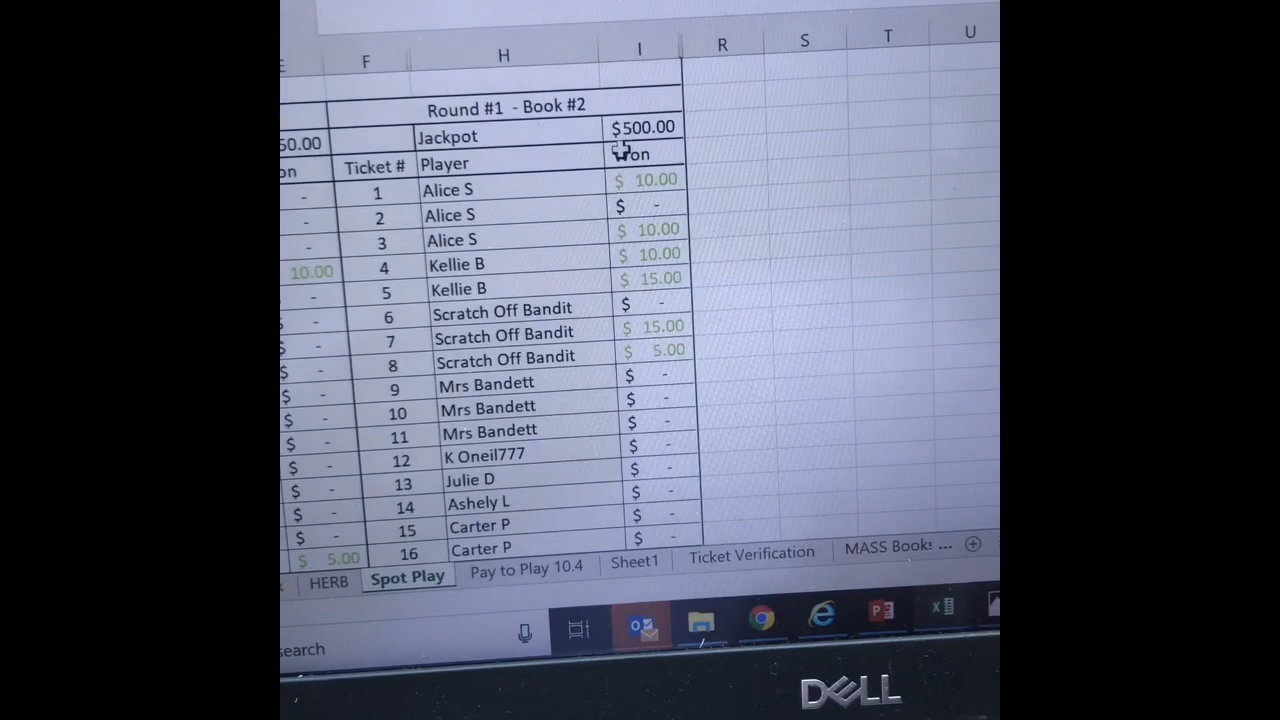 E F H I R S T U
Round #1 - Book #2
50.00 Jackpot $500.00
on Ticket # Player on
- 1 Alice S $ 10.00
- 2 Alice S $ -
- 3 Alice S $ 10.00
10.00 4 Kellie B $ 10.00
- 5 Kellie B $ 15.00
$ - 6 Scratch Off Bandit $ -
$ - 7 Scratch Off Bandit $ 15.00
$ - 8 Scratch Off Bandit $ 5.00
$ - 9 Mrs Bandett $ -
$ - 10 Mrs Bandett $ -
$ - 11 Mrs Bandett $ -
$ - 12 K Oneil777 $ -
$ - 13 Julie D $ -
$ - 14 Ashely L $ -
$ - 15 Carter P $ -
$ 5.00 16 Carter P $ -
HERB Spot Play Pay to Play 10.4 Sheet1 Ticket Verification MASS Books ...
search
DELL